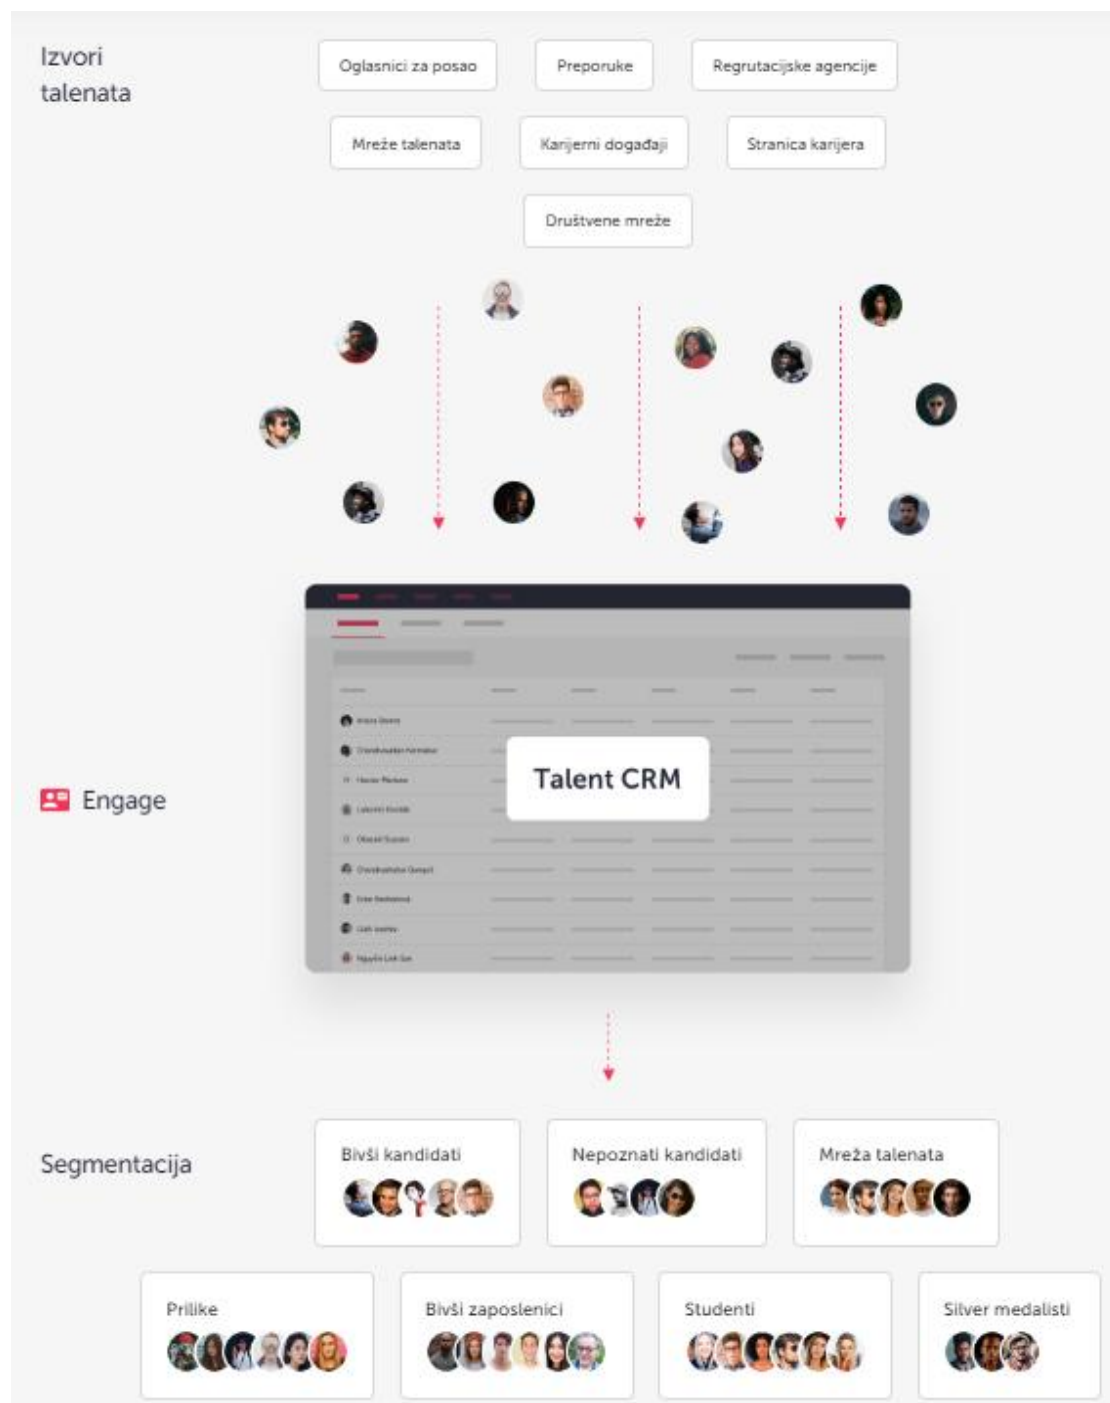 Izvori
talenata
Oglasnici za posao
Preporuke
Regrutacijske agencije
Mreže talenata
Karijerni događaji
Stranica karijera
Društvene mreže
Talent CRM
Engage
Segmentacija
Bivši kandidati
Nepoznati kandidati
Mreža talenata
Prilike
Bivši zaposlenici
Studenti
Silver medalisti